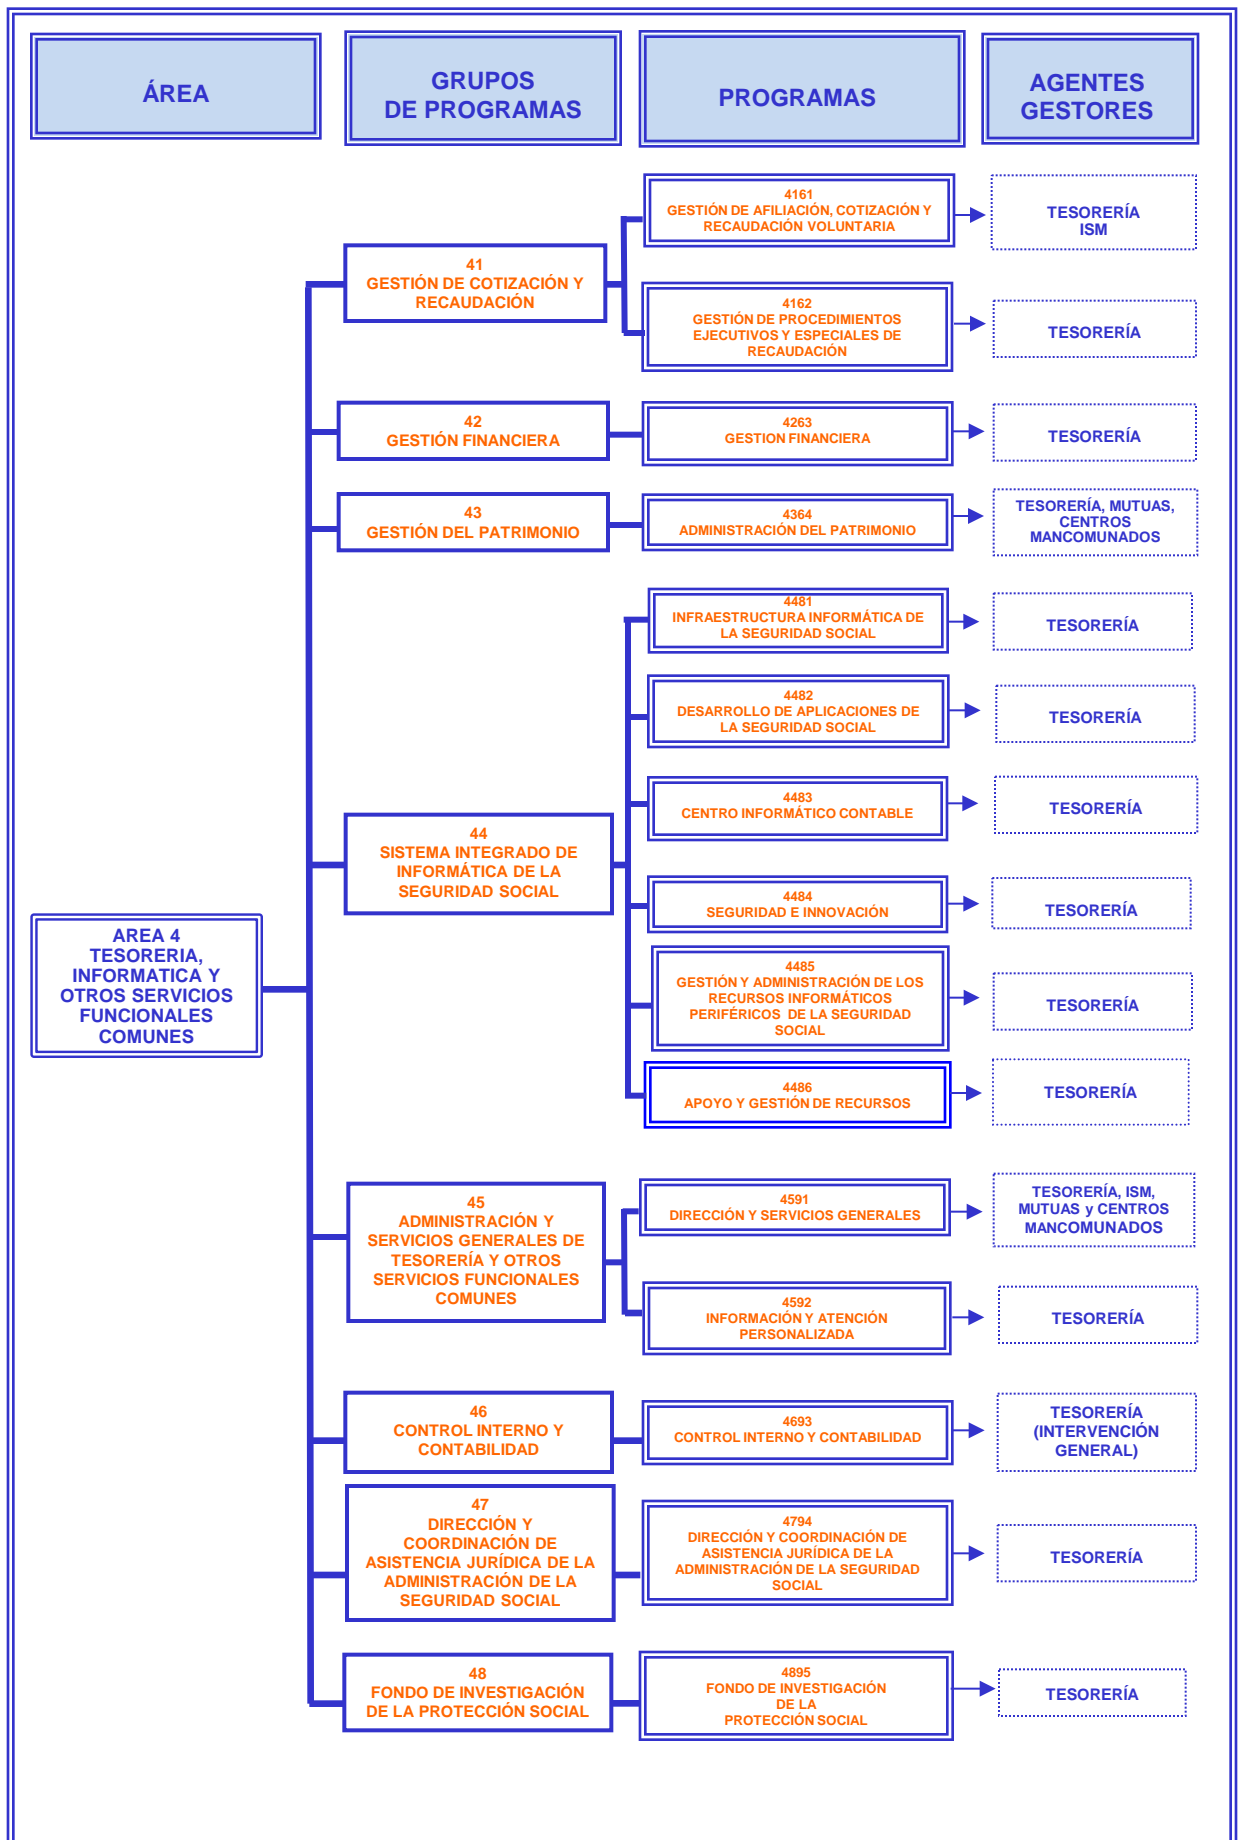 ÁREA
GRUPOS
DE PROGRAMAS
PROGRAMAS
AGENTES
GESTORES
4161
GESTIÓN DE AFILIACIÓN, COTIZACIÓN Y
RECAUDACIÓN VOLUNTARIA
TESORERÍA
ISM
41
GESTIÓN DE COTIZACIÓN Y
RECAUDACIÓN
4162
GESTIÓN DE PROCEDIMIENTOS
EJECUTIVOS Y ESPECIALES DE
RECAUDACIÓN
TESORERÍA
42
GESTIÓN FINANCIERA
4263
GESTION FINANCIERA
TESORERÍA
43
GESTIÓN DEL PATRIMONIO
4364
ADMINISTRACIÓN DEL PATRIMONIO
TESORERÍA, MUTUAS,
CENTROS
MANCOMUNADOS
4481
INFRAESTRUCTURA INFORMÁTICA DE
LA SEGURIDAD SOCIAL
TESORERÍA
4482
DESARROLLO DE APLICACIONES DE
LA SEGURIDAD SOCIAL
TESORERÍA
4483
CENTRO INFORMÁTICO CONTABLE
TESORERÍA
44
SISTEMA INTEGRADO DE
INFORMÁTICA DE LA
SEGURIDAD SOCIAL
4484
SEGURIDAD E INNOVACIÓN
TESORERÍA
AREA 4
TESORERIA,
INFORMATICA Y
OTROS SERVICIOS
FUNCIONALES
COMUNES
4485
GESTIÓN Y ADMINISTRACIÓN DE LOS
RECURSOS INFORMÁTICOS
PERIFÉRICOS DE LA SEGURIDAD
SOCIAL
TESORERÍA
4486
APOYO Y GESTIÓN DE RECURSOS
TESORERÍA
45
ADMINISTRACIÓN Y
SERVICIOS GENERALES DE
TESORERÍA Y OTROS
SERVICIOS FUNCIONALES
COMUNES
4591
DIRECCIÓN Y SERVICIOS GENERALES
TESORERÍA, ISM,
MUTUAS y CENTROS
MANCOMUNADOS
4592
INFORMACIÓN Y ATENCIÓN
PERSONALIZADA
TESORERÍA
46
CONTROL INTERNO Y
CONTABILIDAD
4693
CONTROL INTERNO Y CONTABILIDAD
TESORERÍA
(INTERVENCIÓN
GENERAL)
47
DIRECCIÓN Y
COORDINACIÓN DE
ASISTENCIA JURÍDICA DE LA
ADMINISTRACIÓN DE LA
SEGURIDAD SOCIAL
4794
DIRECCIÓN Y COORDINACIÓN DE
ASISTENCIA JURÍDICA DE LA
ADMINISTRACIÓN DE LA SEGURIDAD
SOCIAL
TESORERÍA
48
FONDO DE INVESTIGACIÓN
DE LA PROTECCIÓN SOCIAL
4895
FONDO DE INVESTIGACIÓN
DE LA
PROTECCIÓN SOCIAL
TESORERÍA